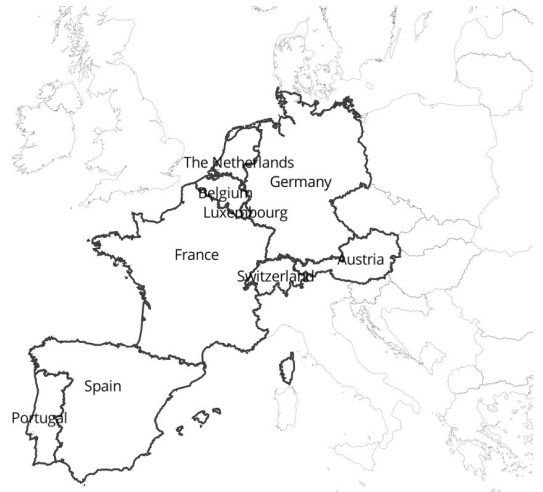 The Netherlands
Germany
Belgium
Luxembourg
France
Switzerland
Austria
Spain
Portugal